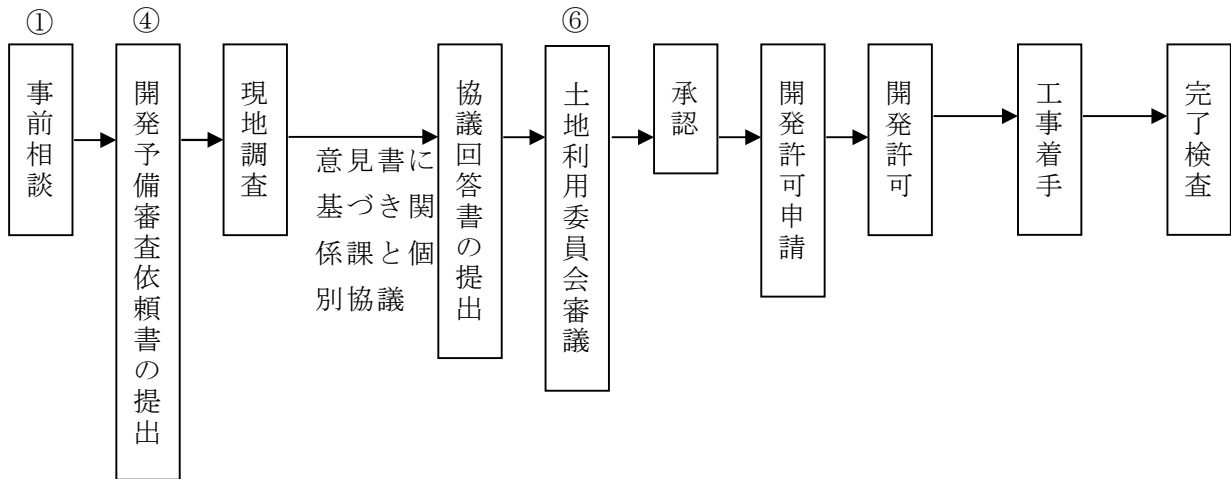 ①
事前相談
④
開発予備審査依頼書の提出
現地調査
意見書に
基づき関
係課と個
別協議
協議回答書の提出
⑥
土地利用委員会審議
承認
開発許可申請
開発許可
工事着手
完了検査